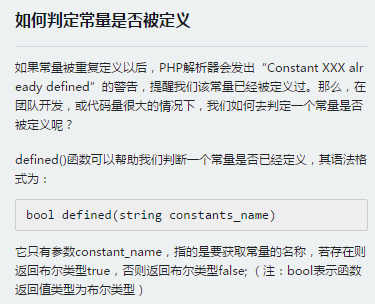 如何判定常量是否被定义
如果常量被重复定义以后，PHP解析器会发出“Constant XXX alr
eady defined”的警告，提醒我们该常量已经被定义过。那么，在
团队开发，或代码量很大的情况下，我们如何去判定一个常量是否
被定义呢？
defined()函数可以帮助我们判断一个常量是否已经定义，其语法格
式为：
bool defined(string constants_name)
它只有参数constant_name，指的是要获取常量的名称，若存在则
返回布尔类型true，否则返回布尔类型false; （注：bool表示函数
返回值类型为布尔类型）